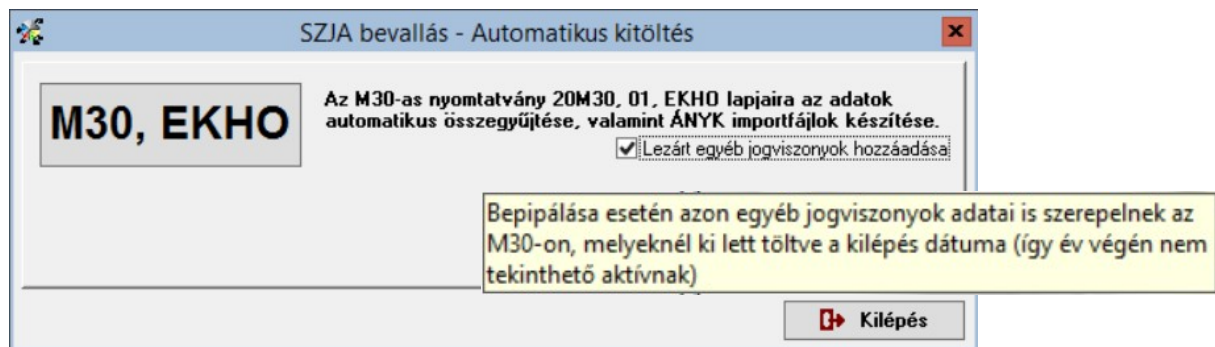 SZJA bevallás - Automatikus kitöltés
M30, EKHO
Az M30-as nyomtatvány 20M30, 01, EKHO lapjaira az adatok
automatikus összegyűjtése, valamint ÁNYK importfájlok készítése.
Lezárt egyéb jogviszonyok hozzáadása
Bepipálása esetén azon egyéb jogviszonyok adatai is szerepelnek az
M30-on, melyeknél ki lett töltve a kilépés dátuma (így év végén nem
tekinthető aktívnak)
Kilépés